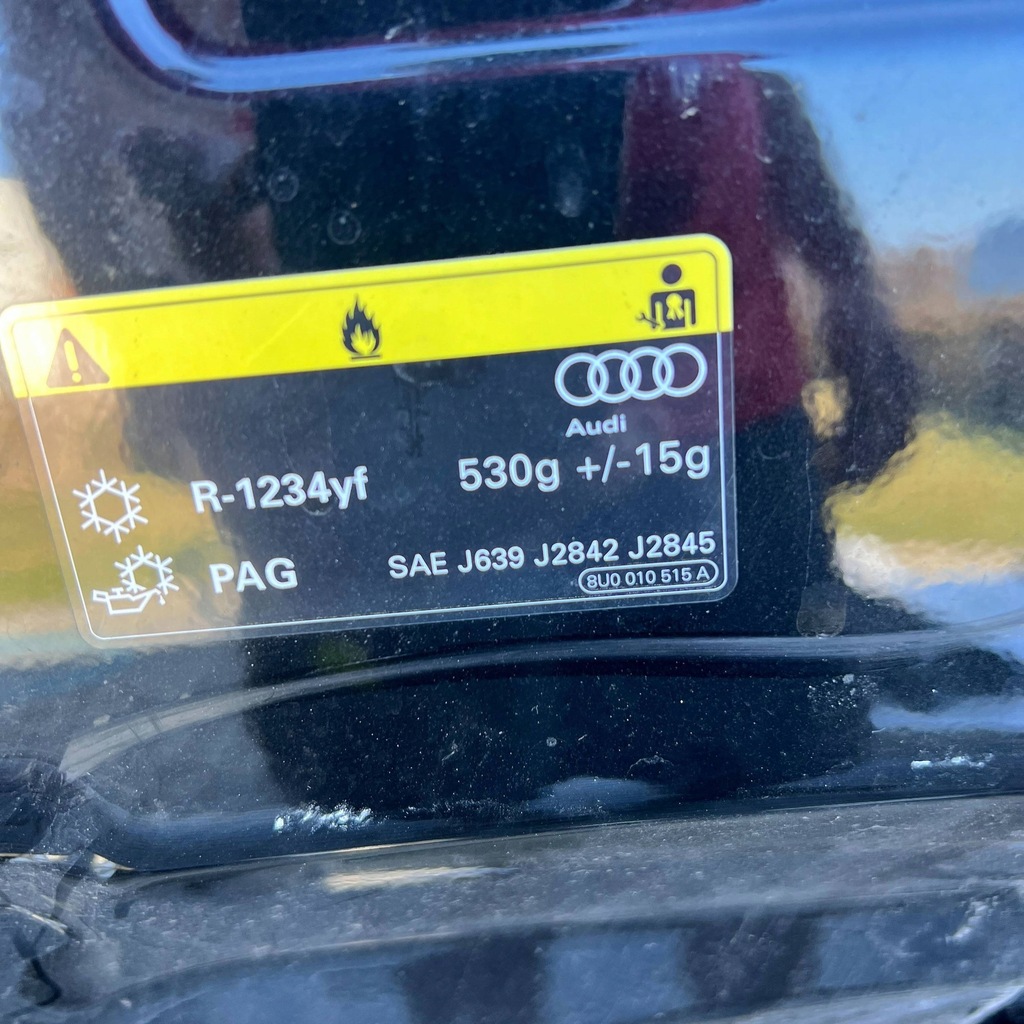 Audi
R-1234yf 530g +/-15g
PAG SAE J639 J2842 J2845
8U0 010 515 A